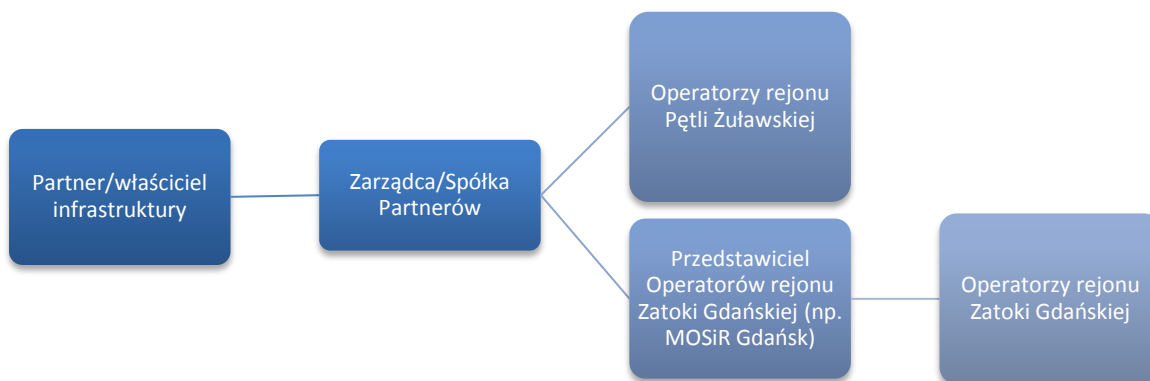 Partner/właściciel
infrastruktury
Zarządca/Spółka
Partnerów
Operatorzy rejonu
Pętli Żuławskiej
Przedstawiciel
Operatorów rejonu
Zatoki Gdańskiej (np.
MOSiR Gdańsk)
Operatorzy rejonu
Zatoki Gdańskiej